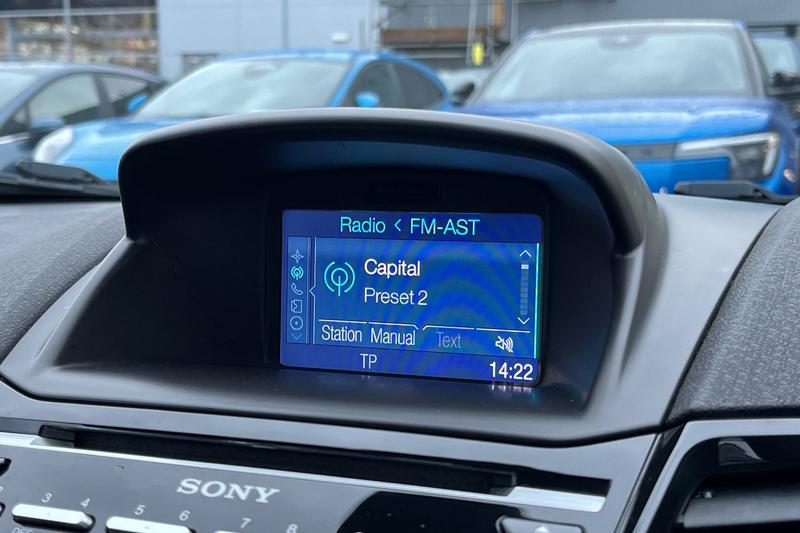 Radio < FM-AST
Capital
Preset 2
Station Manual Text
TP
14:22
SONY
3 4 5 6 7 8